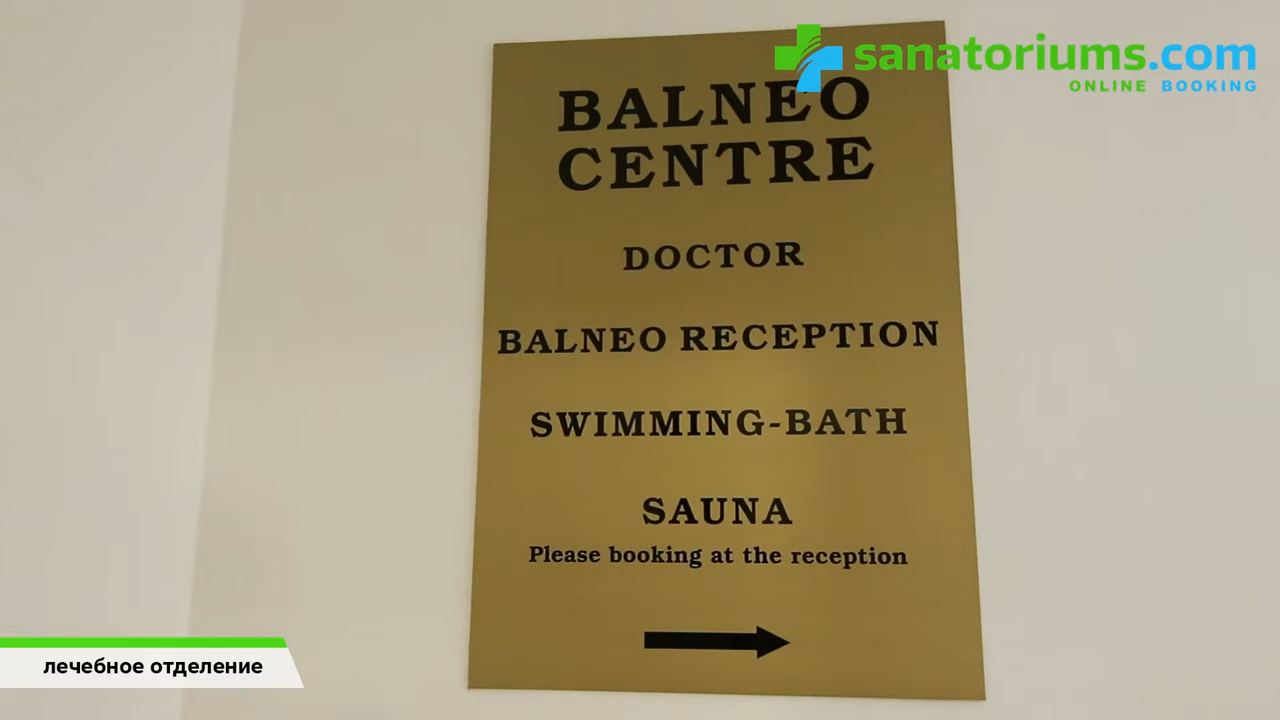 sanatoriums.com
ONLINE BOOKING
BALNEO
CENTRE
DOCTOR
BALNEO RECEPTION
SWIMMING-BATH
SAUNA
Please booking at the reception
лечебное отделение